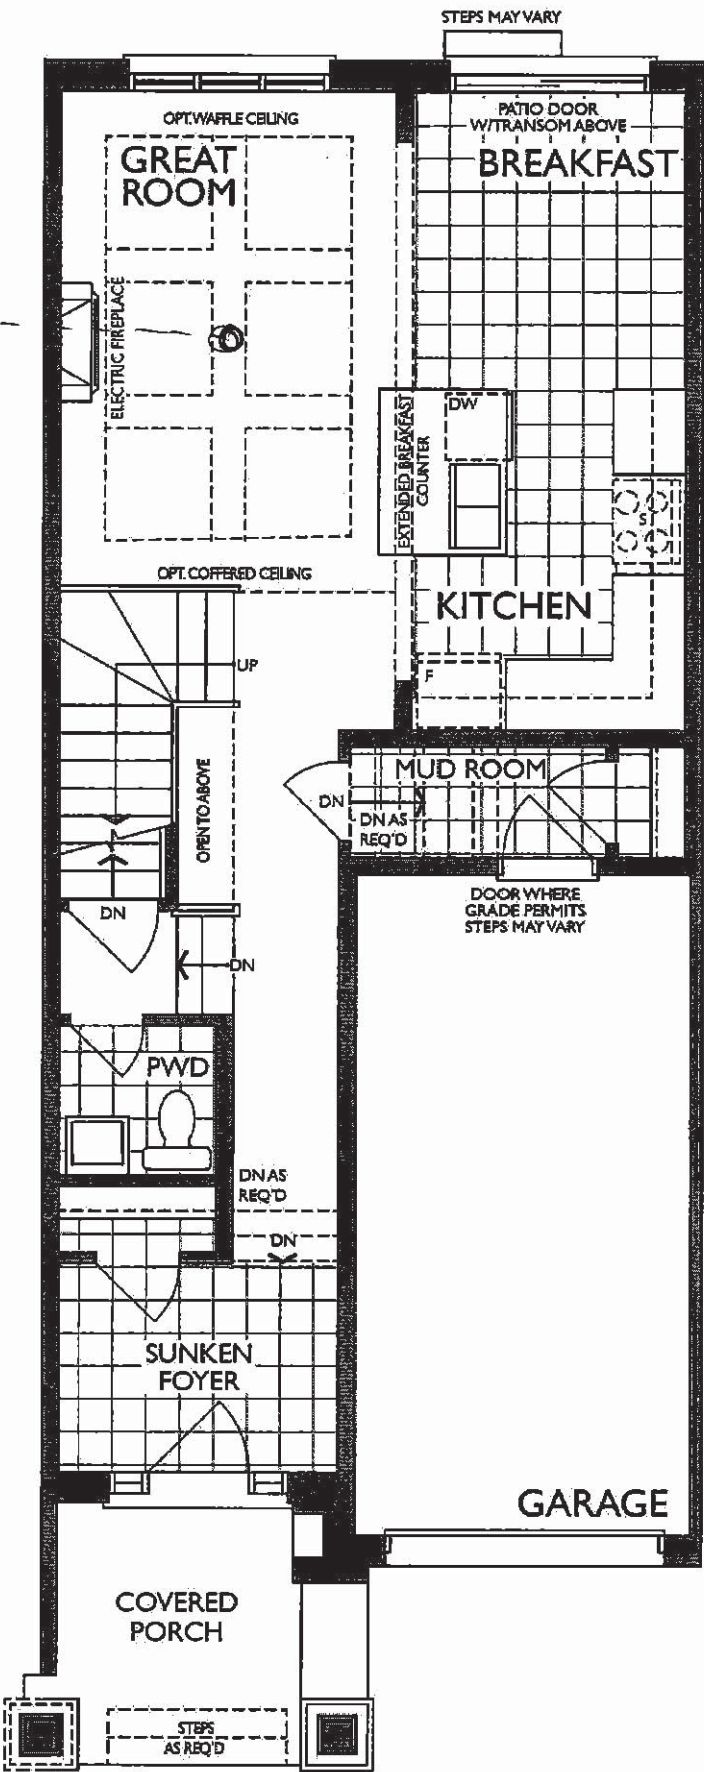 STEPS MAY VARY
OPT. WAFFLE CEILING
PATIO DOOR
W/TRANSOM ABOVE
GREAT
ROOM
BREAKFAST
ELECTRIC FIREPLACE
DW
EXTENDED BREAKFAST
COUNTER
S
OPT. COFFERED CEILING
KITCHEN
UP
F
OPEN TO ABOVE
MUD ROOM
DN
DN AS
REQ'D
DN
DOOR WHERE
GRADE PERMITS
STEPS MAY VARY
DN
PWD
DN AS
REQ'D
DN
SUNKEN
FOYER
GARAGE
COVERED
PORCH
STEPS
AS REQ'D